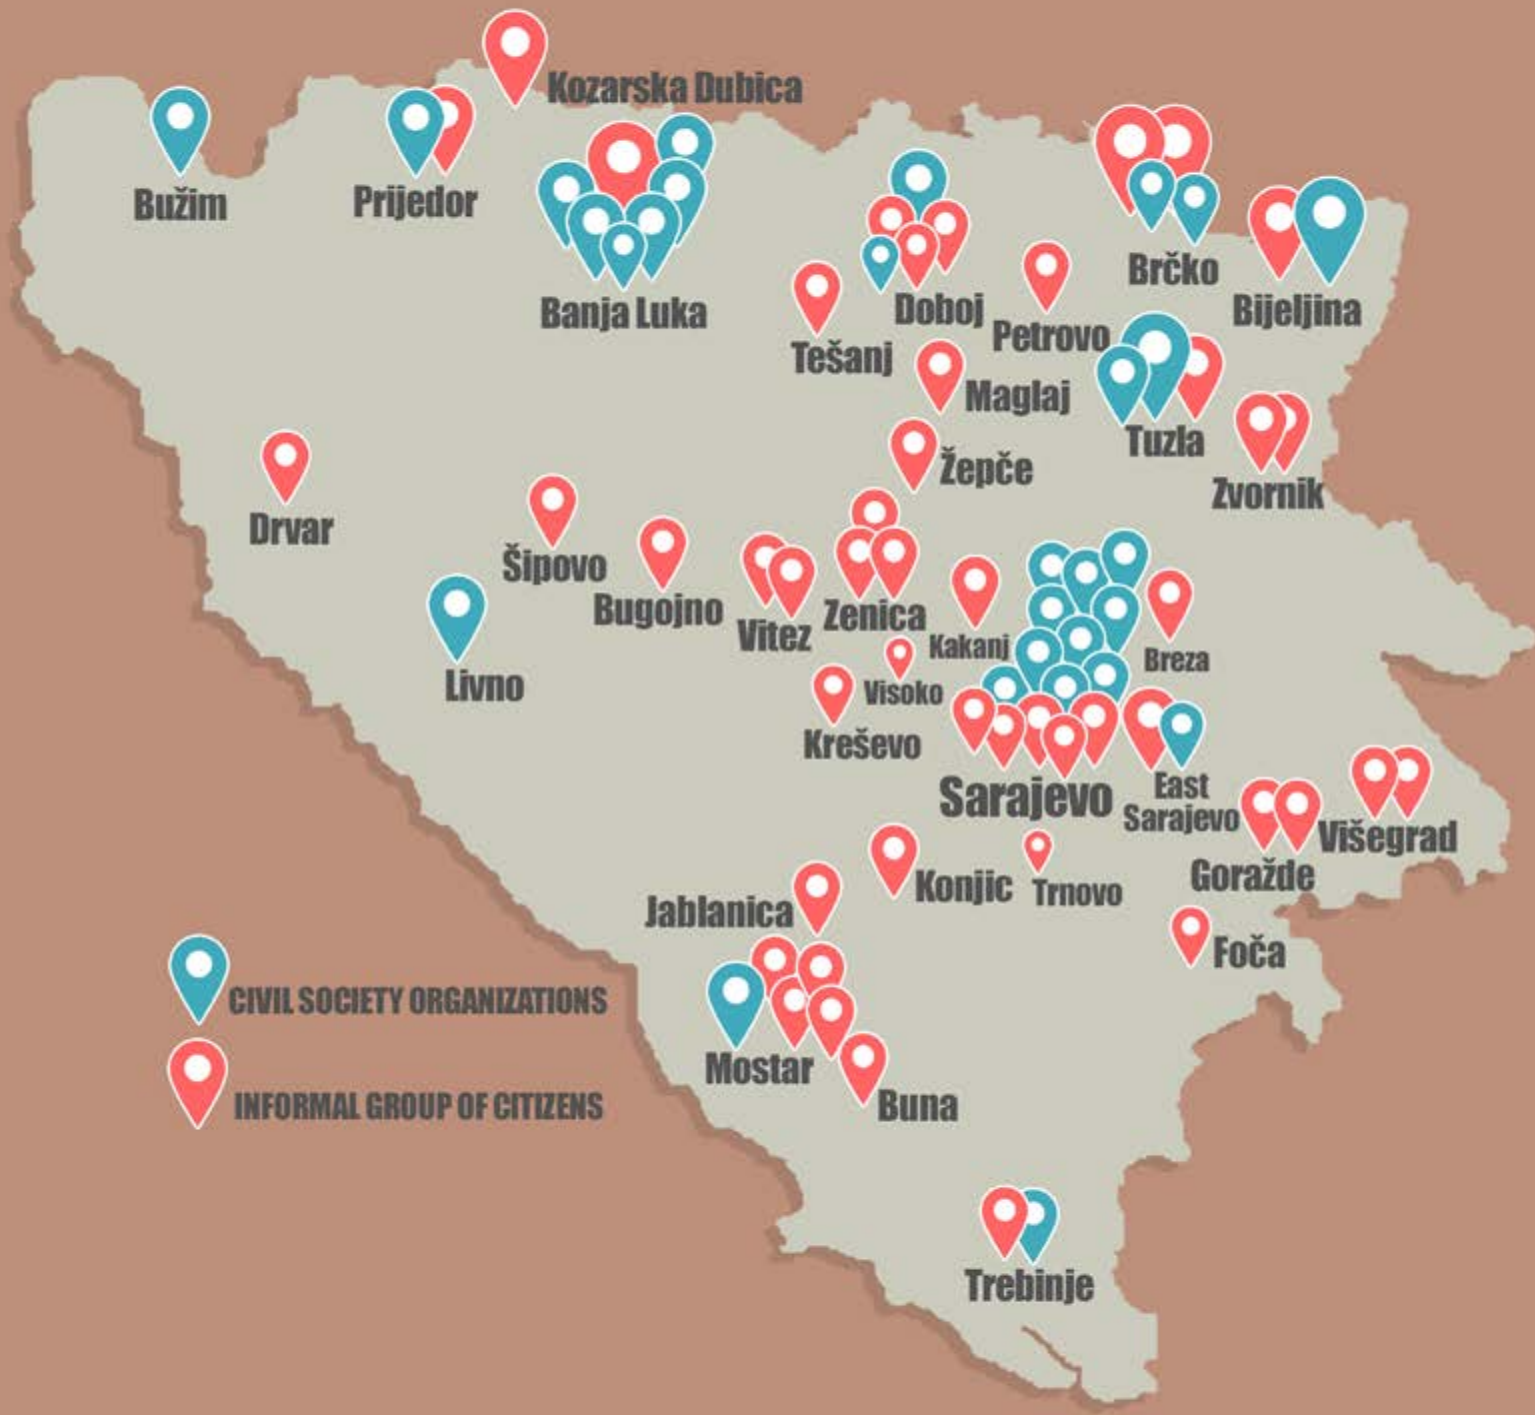 Kozarska Dubica
Bužim
Prijedor
Banja Luka
Doboj
Brčko
Bijeljina
Tešanj
Petrovo
Maglaj
Tuzla
Žepče
Zvornik
Drvar
Šipovo
Bugojno
Vitez
Zenica
Kakanj
Breza
Livno
Visoko
Kreševo
Sarajevo
East
Sarajevo
Višegrad
Goražde
Konjic
Trnovo
Jablanica
Foča
CIVIL SOCIETY ORGANIZATIONS
Mostar
INFORMAL GROUP OF CITIZENS
Buna
Trebinje